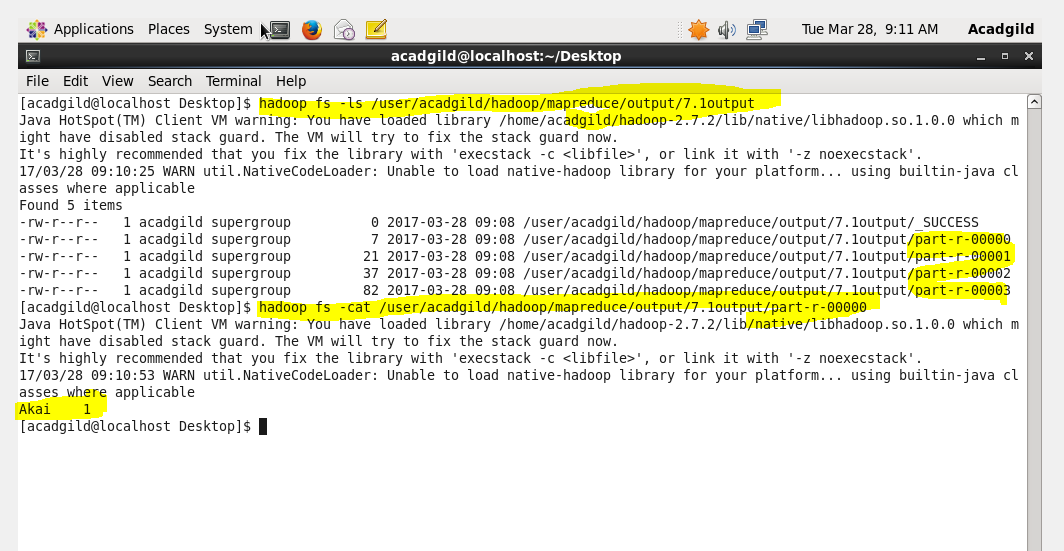 Applications Places System Tue Mar 28, 9:11 AM Acadgild
acadgild@localhost:~/Desktop
File Edit View Search Terminal Help
[acadgild@localhost Desktop]$ hadoop fs -ls /user/acadgild/hadoop/mapreduce/output/7.1output
Java HotSpot(TM) Client VM warning: You have loaded library /home/acadgild/hadoop-2.7.2/lib/native/libhadoop.so.1.0.0 which m
ight have disabled stack guard. The VM will try to fix the stack guard now.
It's highly recommended that you fix the library with 'execstack -c <libfile>', or link it with '-z noexecstack'.
17/03/28 09:10:25 WARN util.NativeCodeLoader: Unable to load native-hadoop library for your platform... using builtin-java cl
asses where applicable
Found 5 items
-rw-r--r--   1 acadgild supergroup          0 2017-03-28 09:08 /user/acadgild/hadoop/mapreduce/output/7.1output/_SUCCESS
-rw-r--r--   1 acadgild supergroup          7 2017-03-28 09:08 /user/acadgild/hadoop/mapreduce/output/7.1output/part-r-00000
-rw-r--r--   1 acadgild supergroup         21 2017-03-28 09:08 /user/acadgild/hadoop/mapreduce/output/7.1output/part-r-00001
-rw-r--r--   1 acadgild supergroup         37 2017-03-28 09:08 /user/acadgild/hadoop/mapreduce/output/7.1output/part-r-00002
-rw-r--r--   1 acadgild supergroup         82 2017-03-28 09:08 /user/acadgild/hadoop/mapreduce/output/7.1output/part-r-00003
[acadgild@localhost Desktop]$ hadoop fs -cat /user/acadgild/hadoop/mapreduce/output/7.1output/part-r-00000
Java HotSpot(TM) Client VM warning: You have loaded library /home/acadgild/hadoop-2.7.2/lib/native/libhadoop.so.1.0.0 which m
ight have disabled stack guard. The VM will try to fix the stack guard now.
It's highly recommended that you fix the library with 'execstack -c <libfile>', or link it with '-z noexecstack'.
17/03/28 09:10:53 WARN util.NativeCodeLoader: Unable to load native-hadoop library for your platform... using builtin-java cl
asses where applicable
Akai    1
[acadgild@localhost Desktop]$